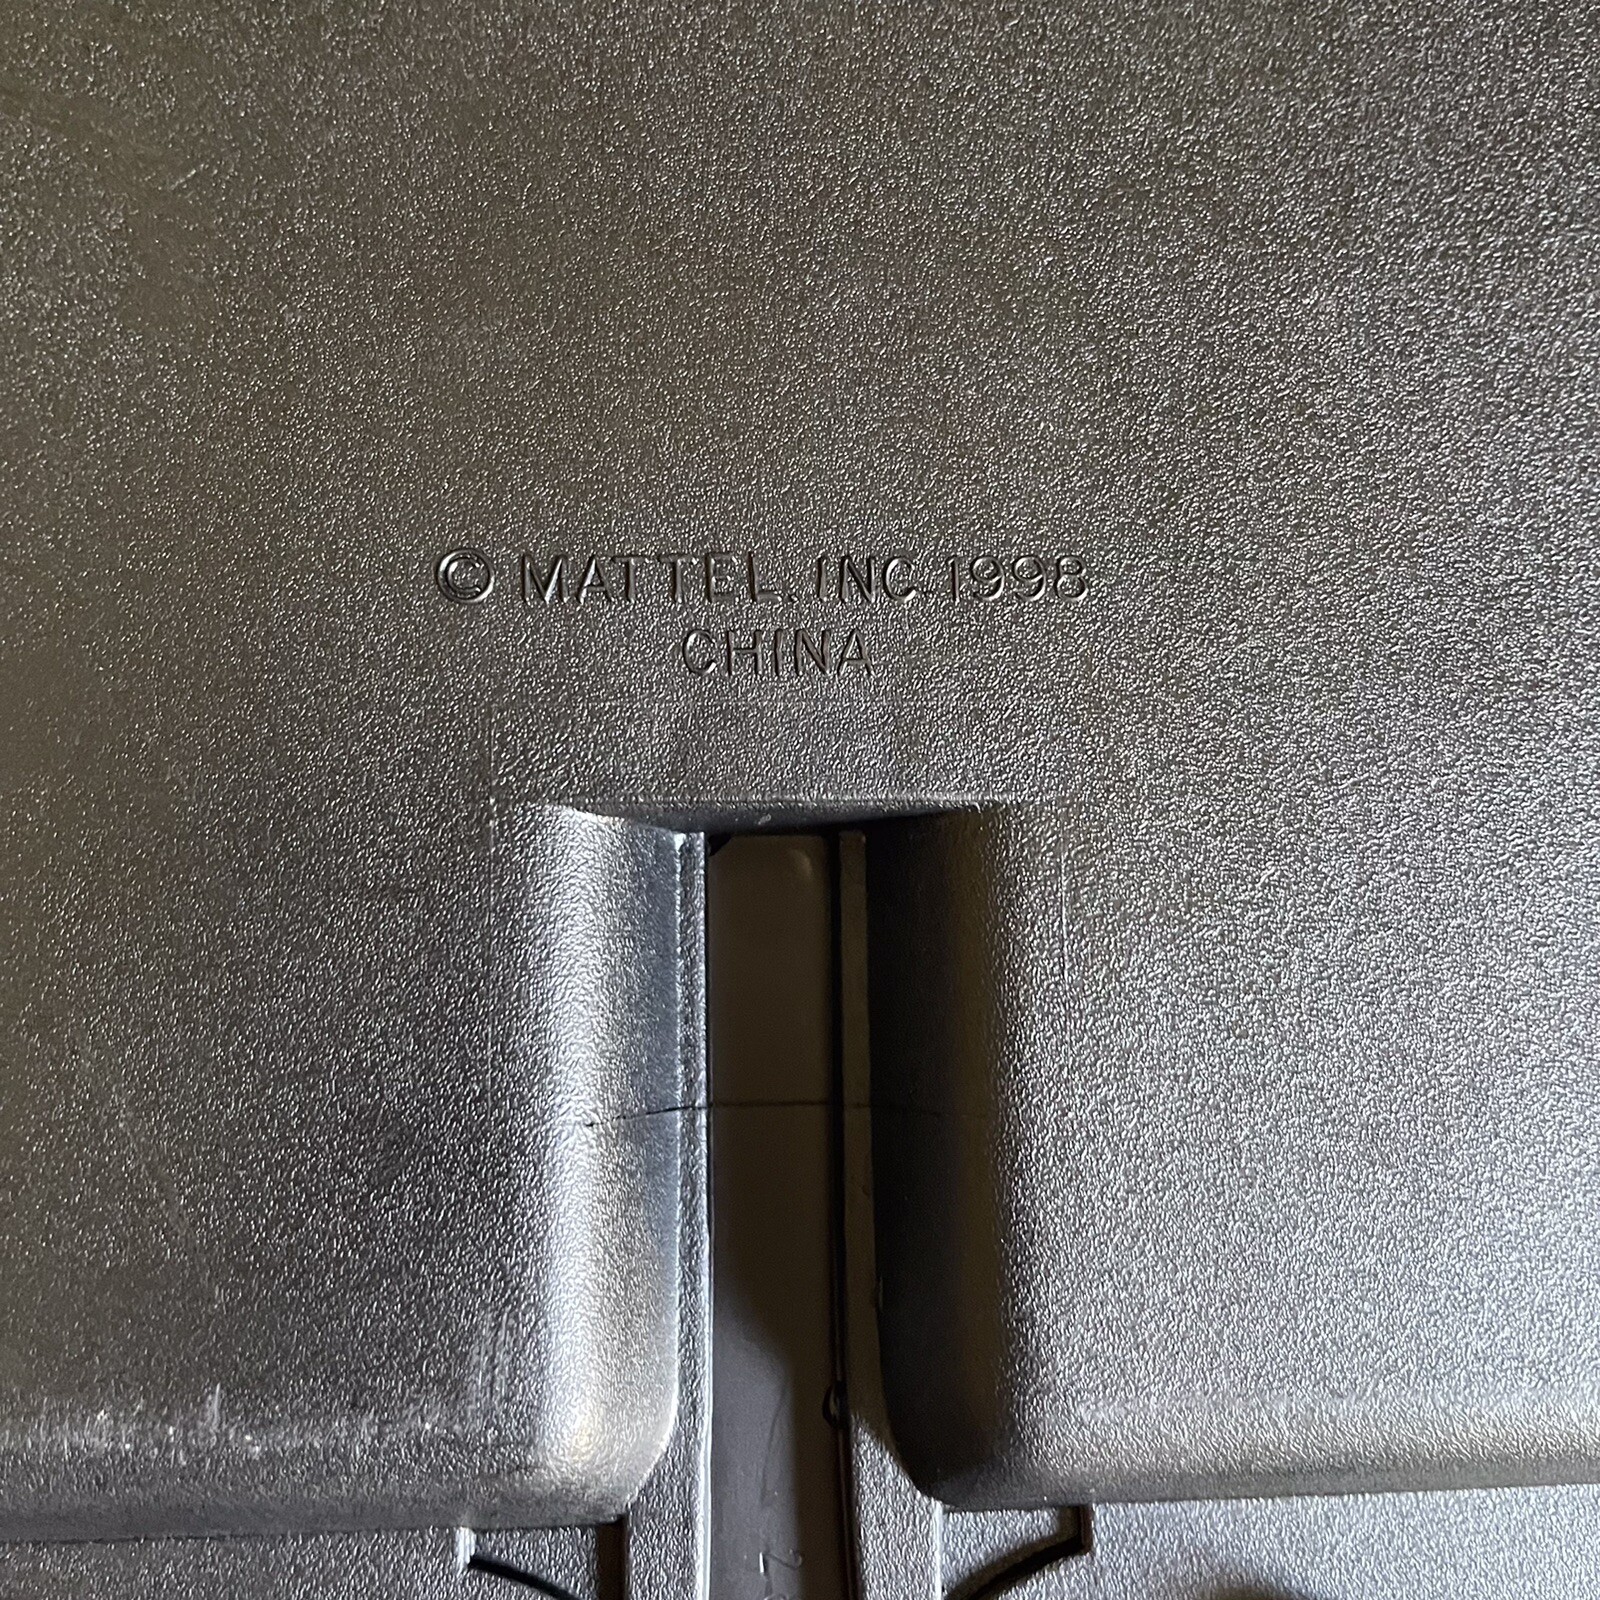 © MATTEL. INC 1998
CHINA